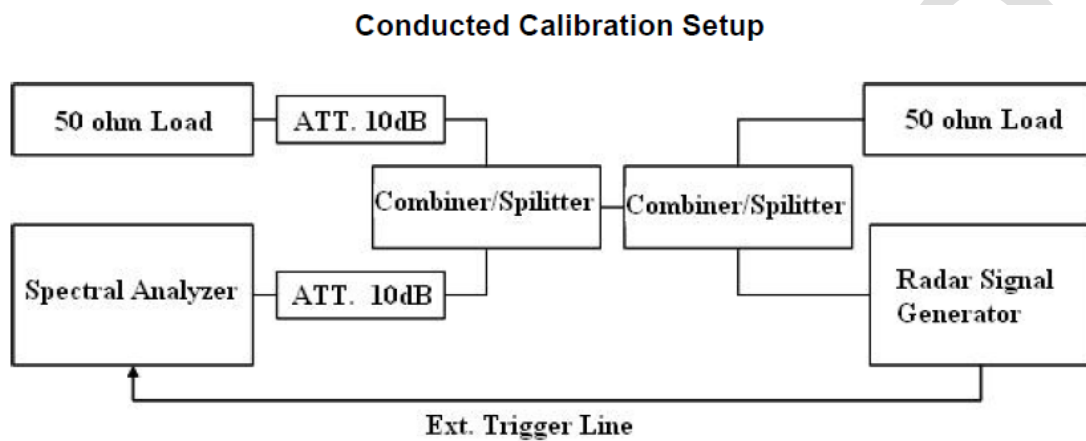 Conducted Calibration Setup
50 ohm Load
ATT. 10dB
50 ohm Load
Combiner/Spilitter
Combiner/Spilitter
Spectral Analyzer
ATT. 10dB
Radar Signal
Generator
Ext. Trigger Line